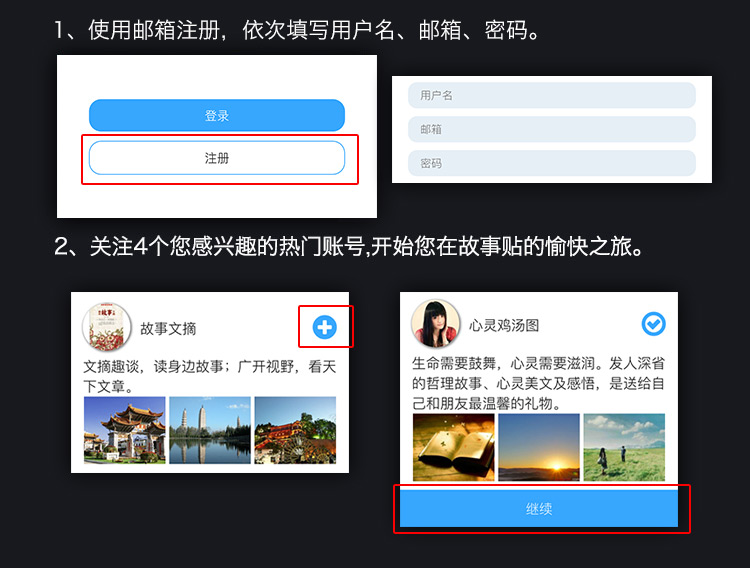 1、使用邮箱注册，依次填写用户名、邮箱、密码。
登录
注册
用户名
邮箱
密码
2、关注4个您感兴趣的热门账号,开始您在故事贴的愉快之旅。
故事
故事文摘
文摘趣谈，读身边故事；广开视野，看天
下文章。
心灵鸡汤图
生命需要鼓舞，心灵需要滋润。发人深省
的哲理故事、心灵美文及感悟，是送给自
己和朋友最温馨的礼物。
继续